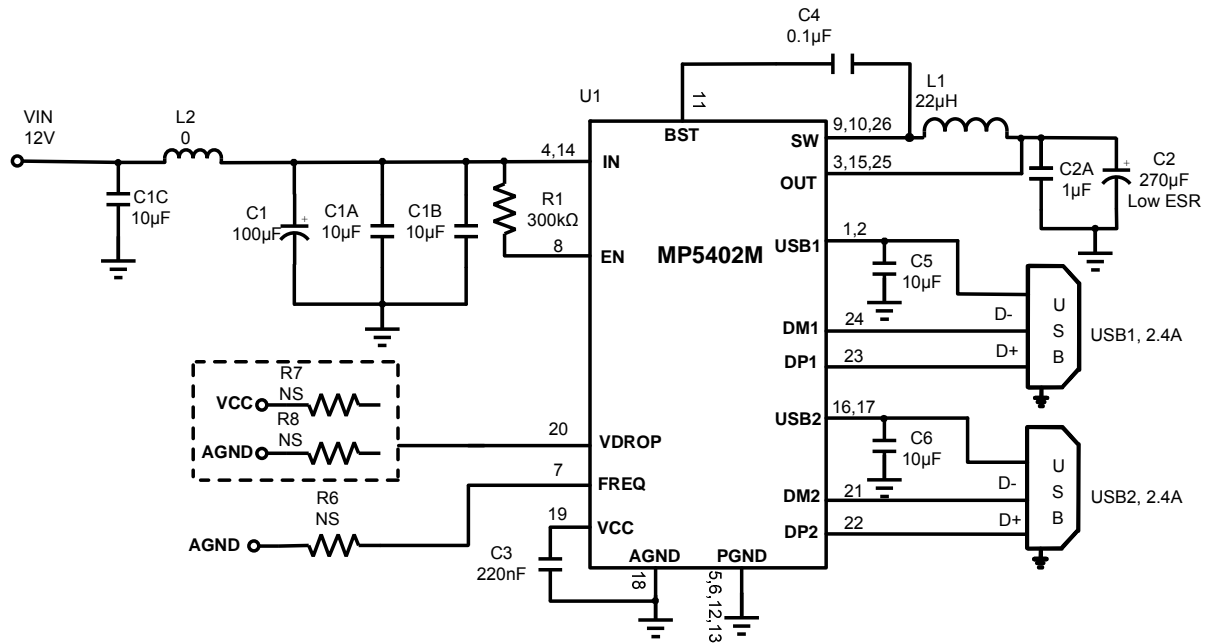 C4
0.1µF
L1
22µH
U1
11
BST
VIN
12V
L2
0
4,14
IN
9,10,26
SW
3,15,25
OUT
C2A
1µF
+
C2
270µF
Low ESR
C1C
10µF
C1
100µF
+
C1A
10µF
C1B
10µF
R1
300kΩ
8
EN
MP5402M
1,2
USB1
C5
10µF
D-
24
DM1
D+
23
DP1
U
S
B
USB1, 2.4A
R7
NS
VCC
R8
NS
AGND
20
VDROP
16,17
USB2
C6
10µF
7
FREQ
R6
NS
AGND
19
VCC
C3
220nF
D-
21
DM2
D+
22
DP2
U
S
B
USB2, 2.4A
AGND
18
PGND
5,6,12,13